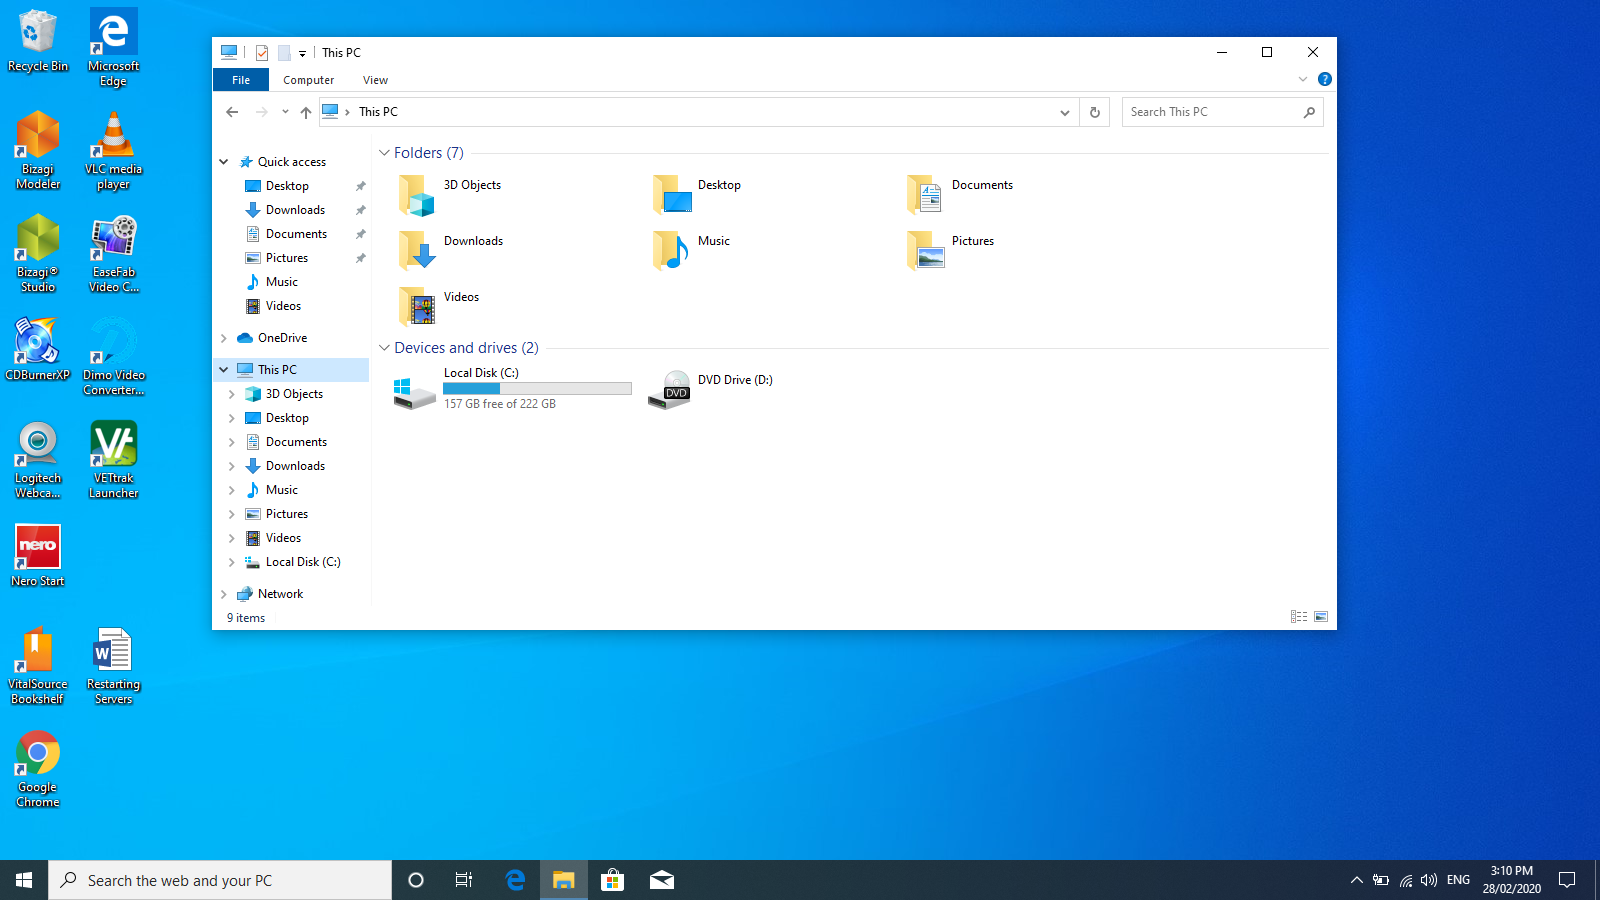 Recycle Bin
Microsoft
Edge
Bizagi
Modeler
VLC media
player
Bizagi®
Studio
EaseFab
Video C...
CDBurnerXP
Dimo Video
Converter...
Logitech
Webca...
VETtrak
Launcher
nero
Nero Start
VitalSource
Bookshelf
Restarting
Servers
Google
Chrome
This PC
File
Computer
View
This PC
Search This PC
Quick access
Desktop
Downloads
Documents
Pictures
Music
Videos
OneDrive
This PC
3D Objects
Desktop
Documents
Downloads
Music
Pictures
Videos
Local Disk (C:)
Network
Folders (7)
3D Objects
Desktop
Documents
Downloads
Music
Pictures
Videos
Devices and drives (2)
Local Disk (C:)
157 GB free of 222 GB
DVD
DVD Drive (D:)
9 items
Search the web and your PC
ENG
3:10 PM
28/02/2020